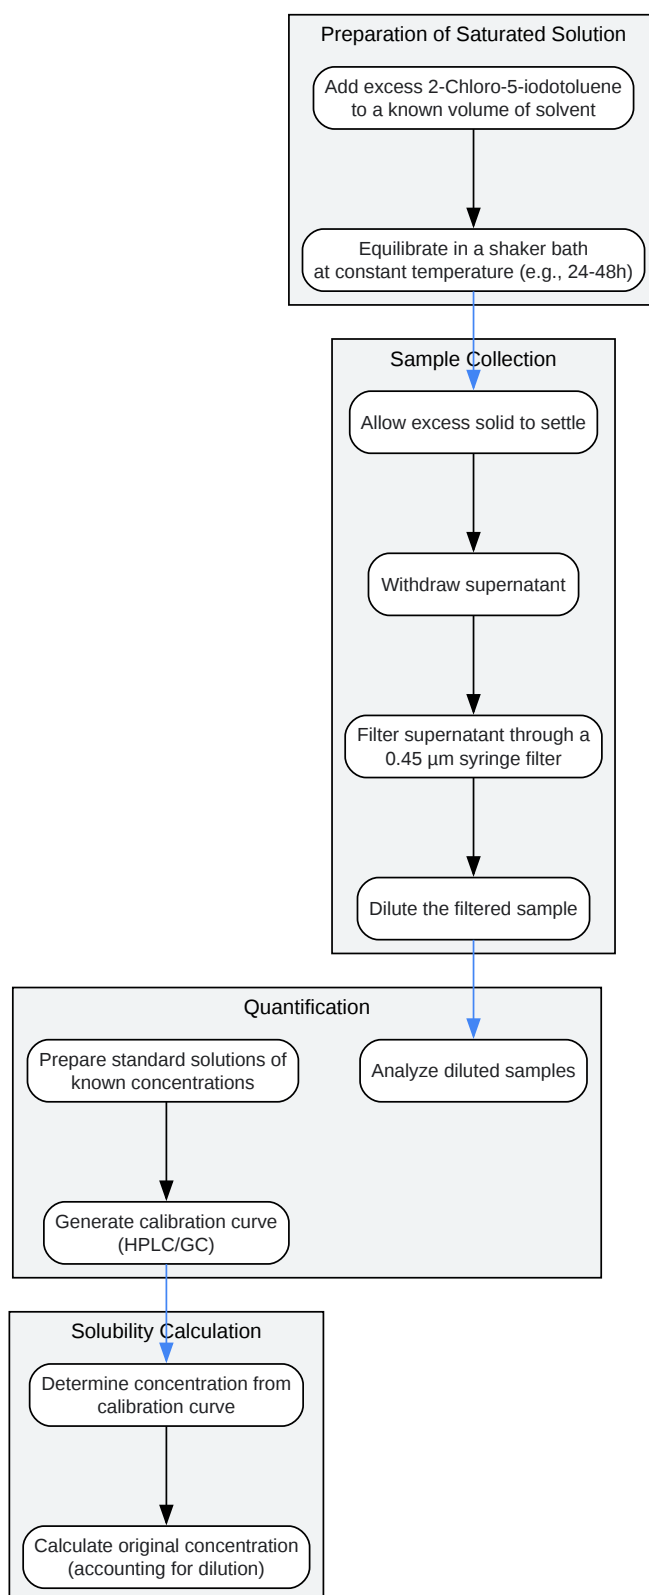 Preparation of Saturated Solution
Add excess 2-Chloro-5-iodotoluene
to a known volume of solvent
Equilibrate in a shaker bath
at constant temperature (e.g., 24-48h)
Sample Collection
Allow excess solid to settle
Withdraw supernatant
Filter supernatant through a
0.45 µm syringe filter
Dilute the filtered sample
Quantification
Prepare standard solutions of
known concentrations
Analyze diluted samples
Generate calibration curve
(HPLC/GC)
Solubility Calculation
Determine concentration from
calibration curve
Calculate original concentration
(accounting for dilution)